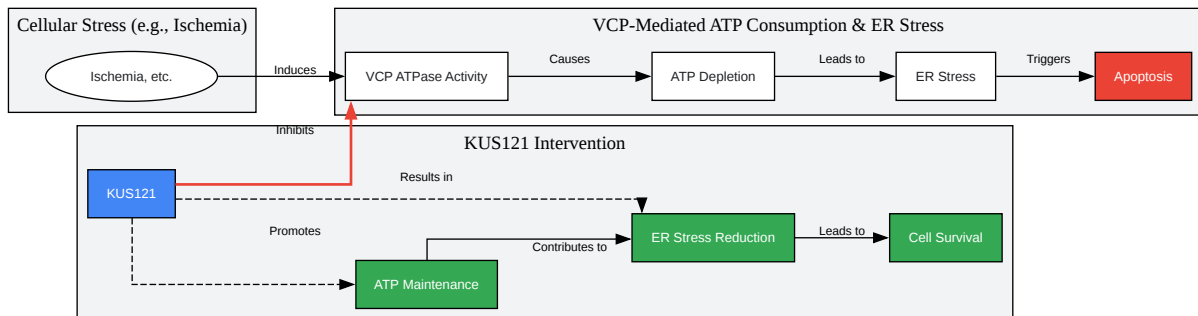 Cellular Stress (e.g., Ischemia)
VCP-Mediated ATP Consumption & ER Stress
Ischemia, etc.
Induces
VCP ATPase Activity
Causes
ATP Depletion
Leads to
ER Stress
Triggers
Apoptosis
Inhibits
KUS121 Intervention
KUS121
Results in
Promotes
ATP Maintenance
Contributes to
ER Stress Reduction
Leads to
Cell Survival